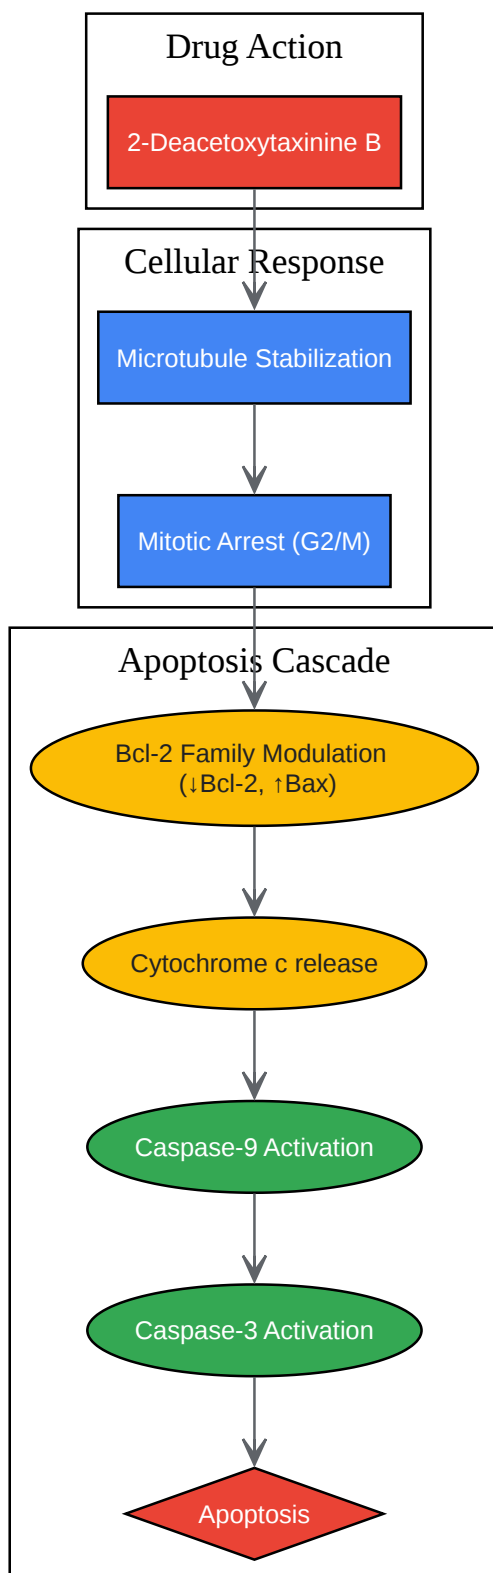 Drug Action
2-Deacetoxytaxinine B
Cellular Response
Microtubule Stabilization
Mitotic Arrest (G2/M)
Apoptosis Cascade
Bcl-2 Family Modulation
(↓Bcl-2, ↑Bax)
Cytochrome c release
Caspase-9 Activation
Caspase-3 Activation
Apoptosis